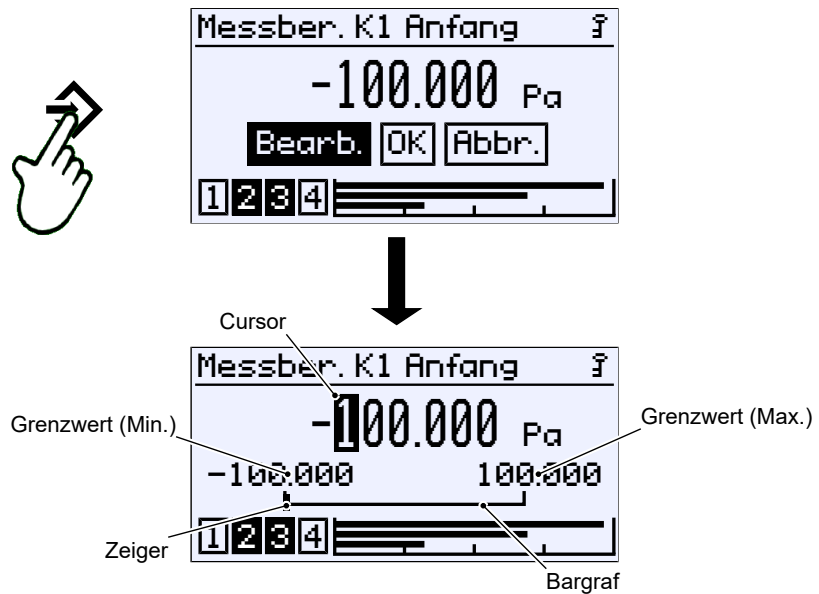 Messber. K1 Anfang
-100.000 Pa
Bearb. OK Abbr.
1 2 3 4
Cursor
Messber. K1 Anfang
Grenzwert (Min.)
-100.000 Pa
Grenzwert (Max.)
-100.000 100.000
1 2 3 4
Zeiger
Bargraf